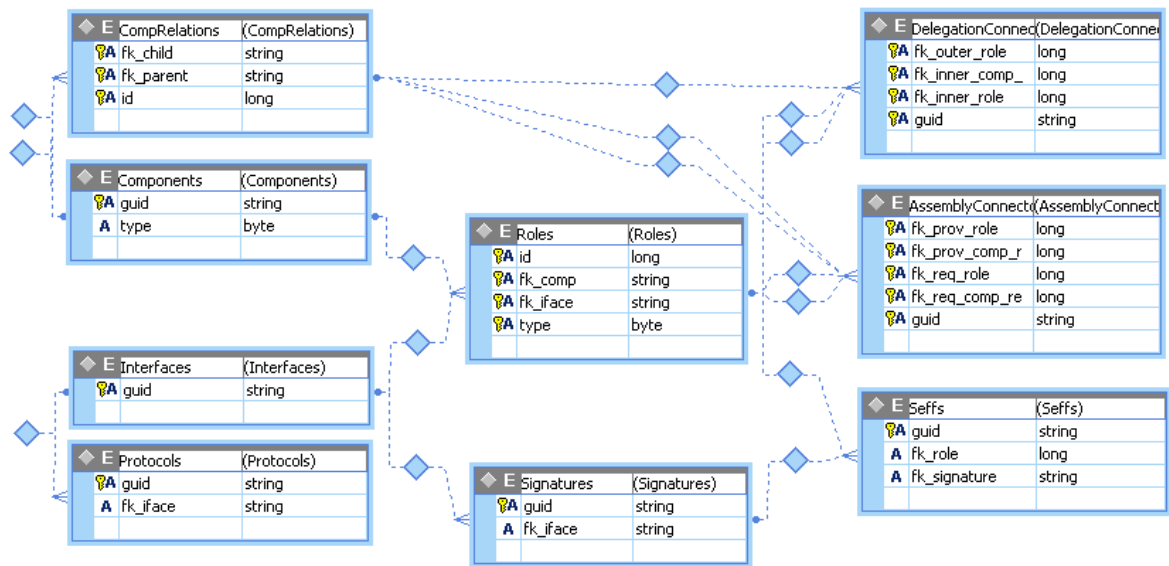 E CompRelations (CompRelations)
A fk_child string
A fk_parent string
A id long
E Components (Components)
A guid string
A type byte
E Interfaces (Interfaces)
A guid string
E Protocols (Protocols)
A guid string
A fk_iface string
E Roles (Roles)
A id long
A fk_comp string
A fk_iface string
A type byte
E Signatures (Signatures)
A guid string
A fk_iface string
E DelegationConnec (DelegationConnec
A fk_outer_role long
A fk_inner_comp_ long
A fk_inner_role long
A guid string
E AssemblyConnecto (AssemblyConnect
A fk_prov_role long
A fk_prov_comp_r long
A fk_req_role long
A fk_req_comp_re long
A guid string
E Seffs (Seffs)
A guid string
A fk_role long
A fk_signature string